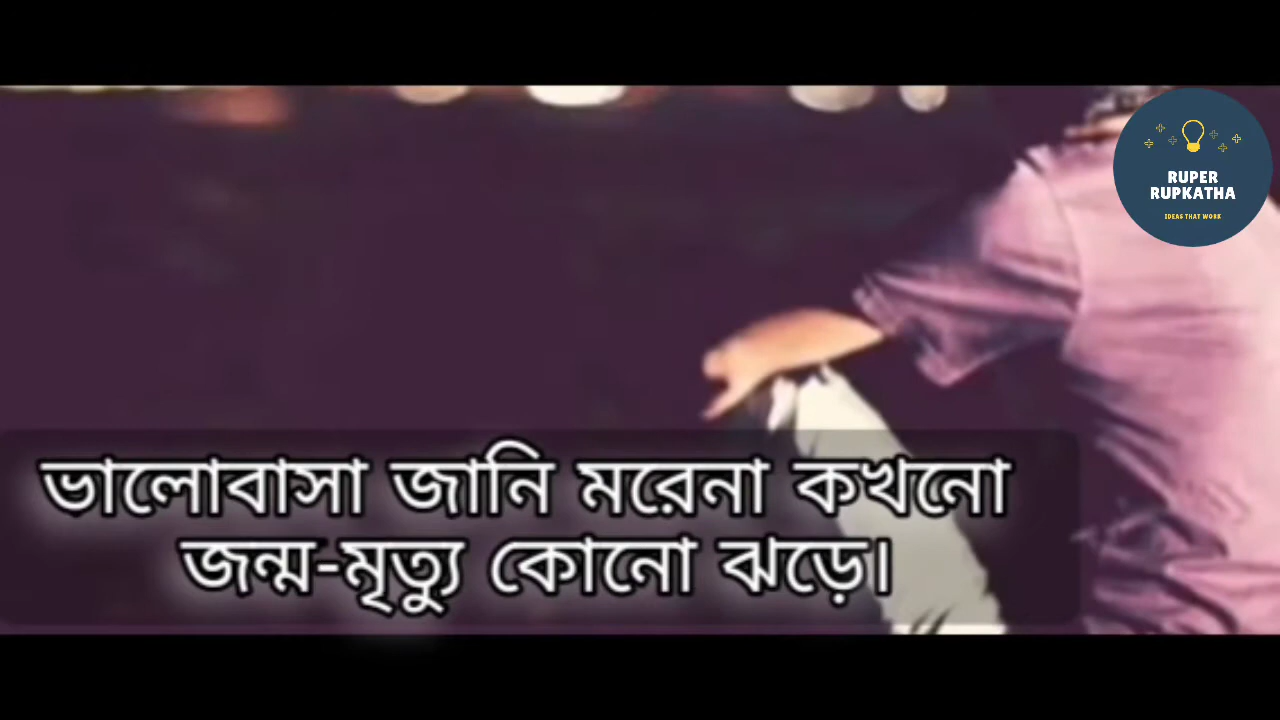 RUPER
RUPKATHA
IDEAS THAT WORK
ভালোবাসা জানি মরেনা কখনো
জন্ম-মৃত্যু কোনো ঝড়ে।